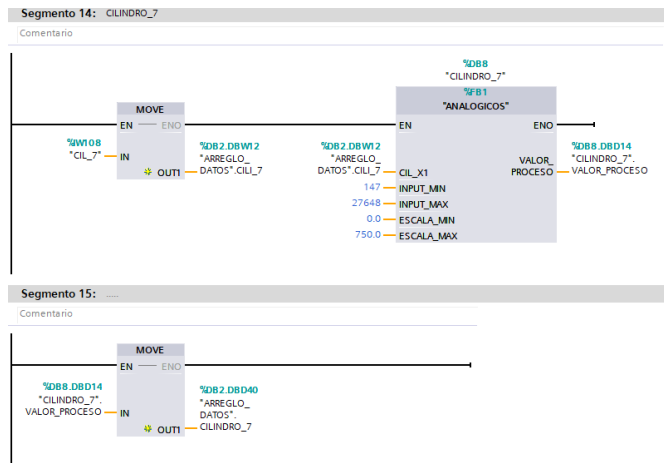 Segmento 14: CILINDRO_7
Comentario
%DB8
"CILINDRO_7"
%FB1
"ANALOGICOS"
MOVE
EN ENO
EN ENO
%IW108
"CIL_7" IN
%DB2.DBW12
"ARREGLO_
DATOS".CILI_7
OUT1
%DB2.DBW12
"ARREGLO_
DATOS".CILI_7 CIL_X1
147 INPUT_MIN
27648 INPUT_MAX
0.0 ESCALA_MIN
750.0 ESCALA_MAX
VALOR_
PROCESO
%DB8.DBD14
"CILINDRO_7".
VALOR_PROCESO
Segmento 15: .....
Comentario
MOVE
EN ENO
%DB8.DBD14
"CILINDRO_7".
VALOR_PROCESO IN
%DB2.DBD40
"ARREGLO_
DATOS".
OUT1 CILINDRO_7